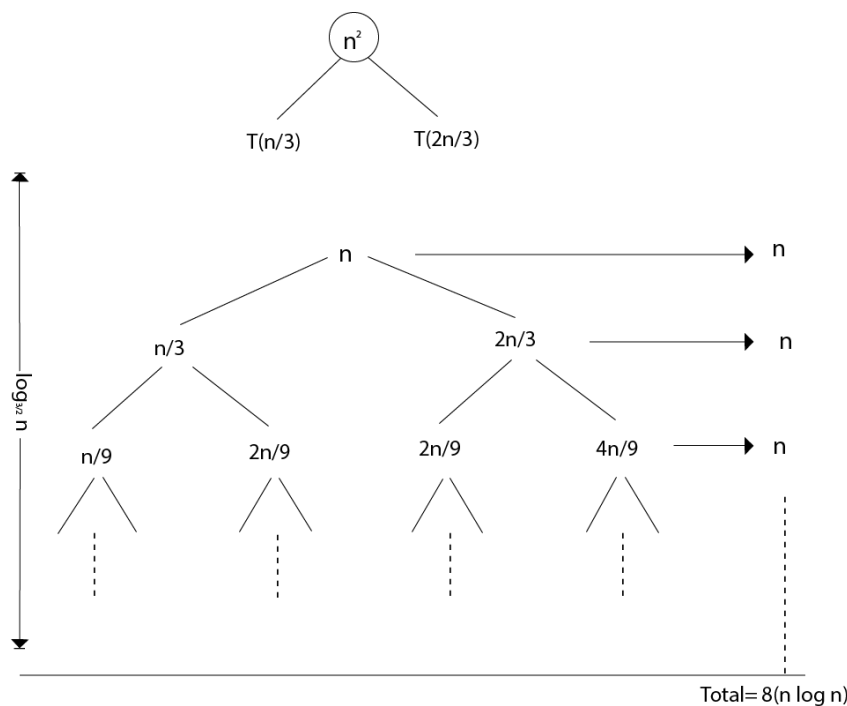 n²
T(n/3) T(2n/3)
n n
n/3 2n/3 n
log₃⁄₂ n
n/9 2n/9 2n/9 4n/9 n
Total= 8(n log n)